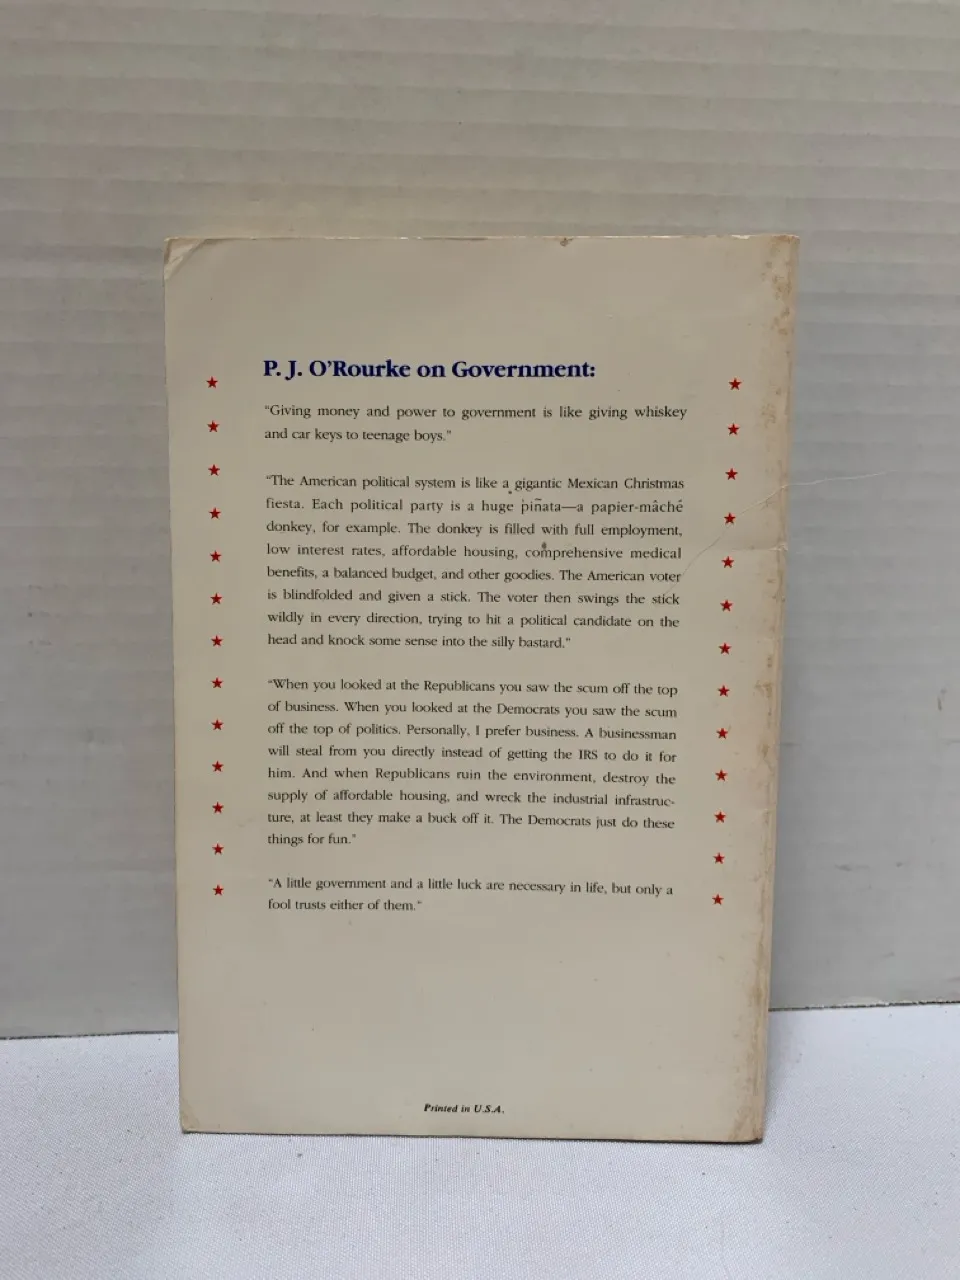 P. J. O'Rourke on Government:
"Giving money and power to government is like giving whiskey
and car keys to teenage boys."
"The American political system is like a gigantic Mexican Christmas
fiesta. Each political party is a huge piñata—a papier-mâché
donkey, for example. The donkey is filled with full employment,
low interest rates, affordable housing, comprehensive medical
benefits, a balanced budget, and other goodies. The American voter
is blindfolded and given a stick. The voter then swings the stick
wildly in every direction, trying to hit a political candidate on the
head and knock some sense into the silly bastard."
"When you looked at the Republicans you saw the scum off the top
of business. When you looked at the Democrats you saw the scum
off the top of politics. Personally, I prefer business. A businessman
will steal from you directly instead of getting the IRS to do it for
him. And when Republicans ruin the environment, destroy the
supply of affordable housing, and wreck the industrial infrastruc-
ture, at least they make a buck off it. The Democrats just do these
things for fun."
"A little government and a little luck are necessary in life, but only a
fool trusts either of them."
Printed in U.S.A.